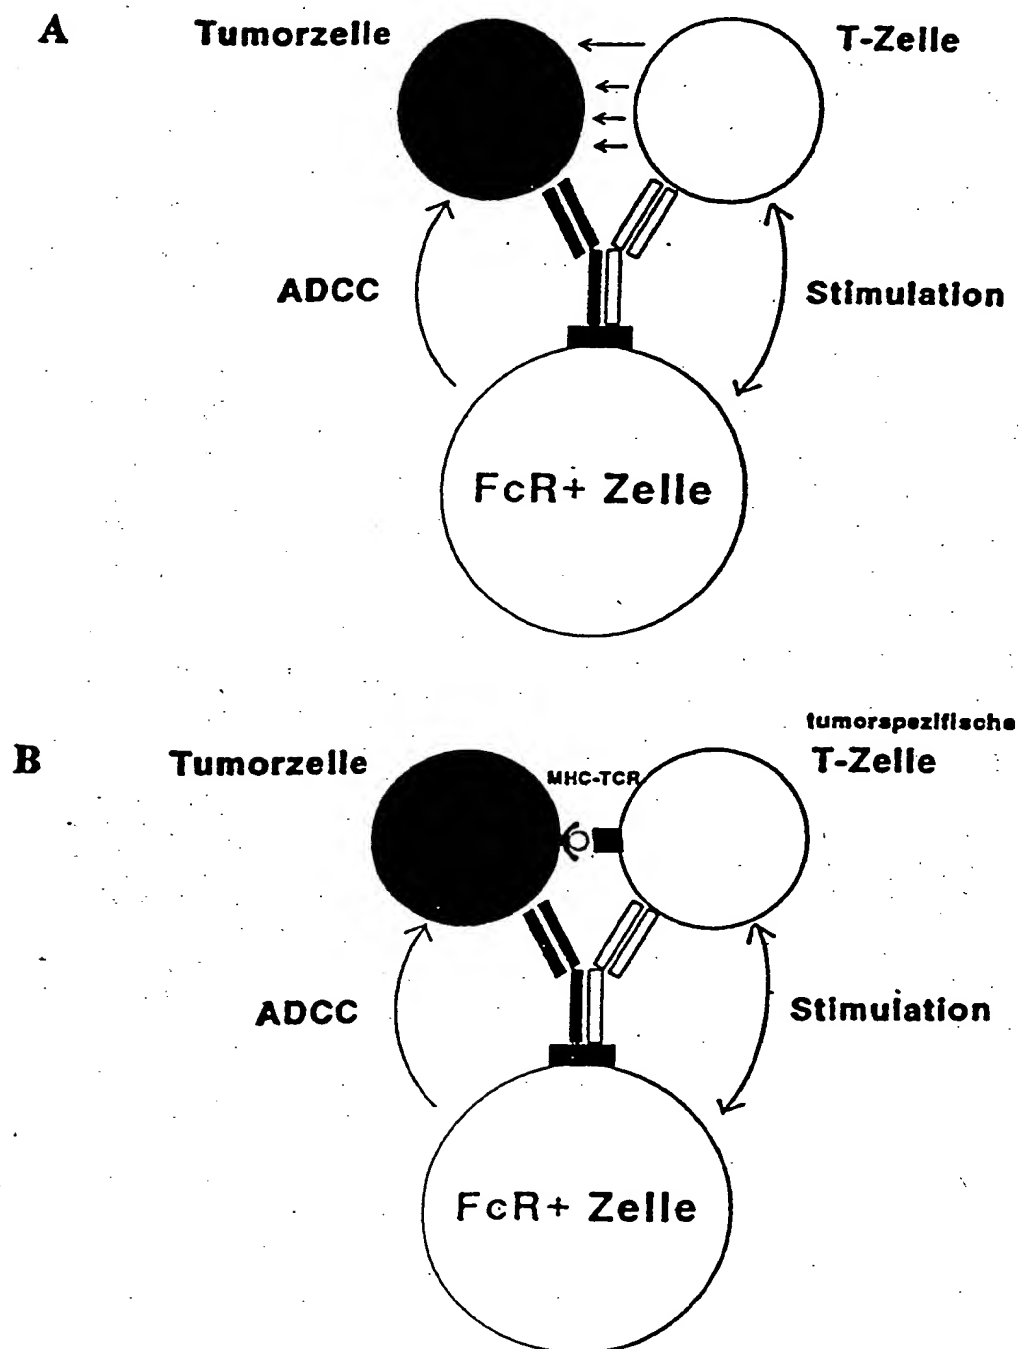 A
Tumorzelle
T-Zelle
ADCC
Stimulation
FcR+ Zelle
B
tumorspezifische
Tumorzelle
T-Zelle
MHC-TCR
ADCC
Stimulation
FcR+ Zelle